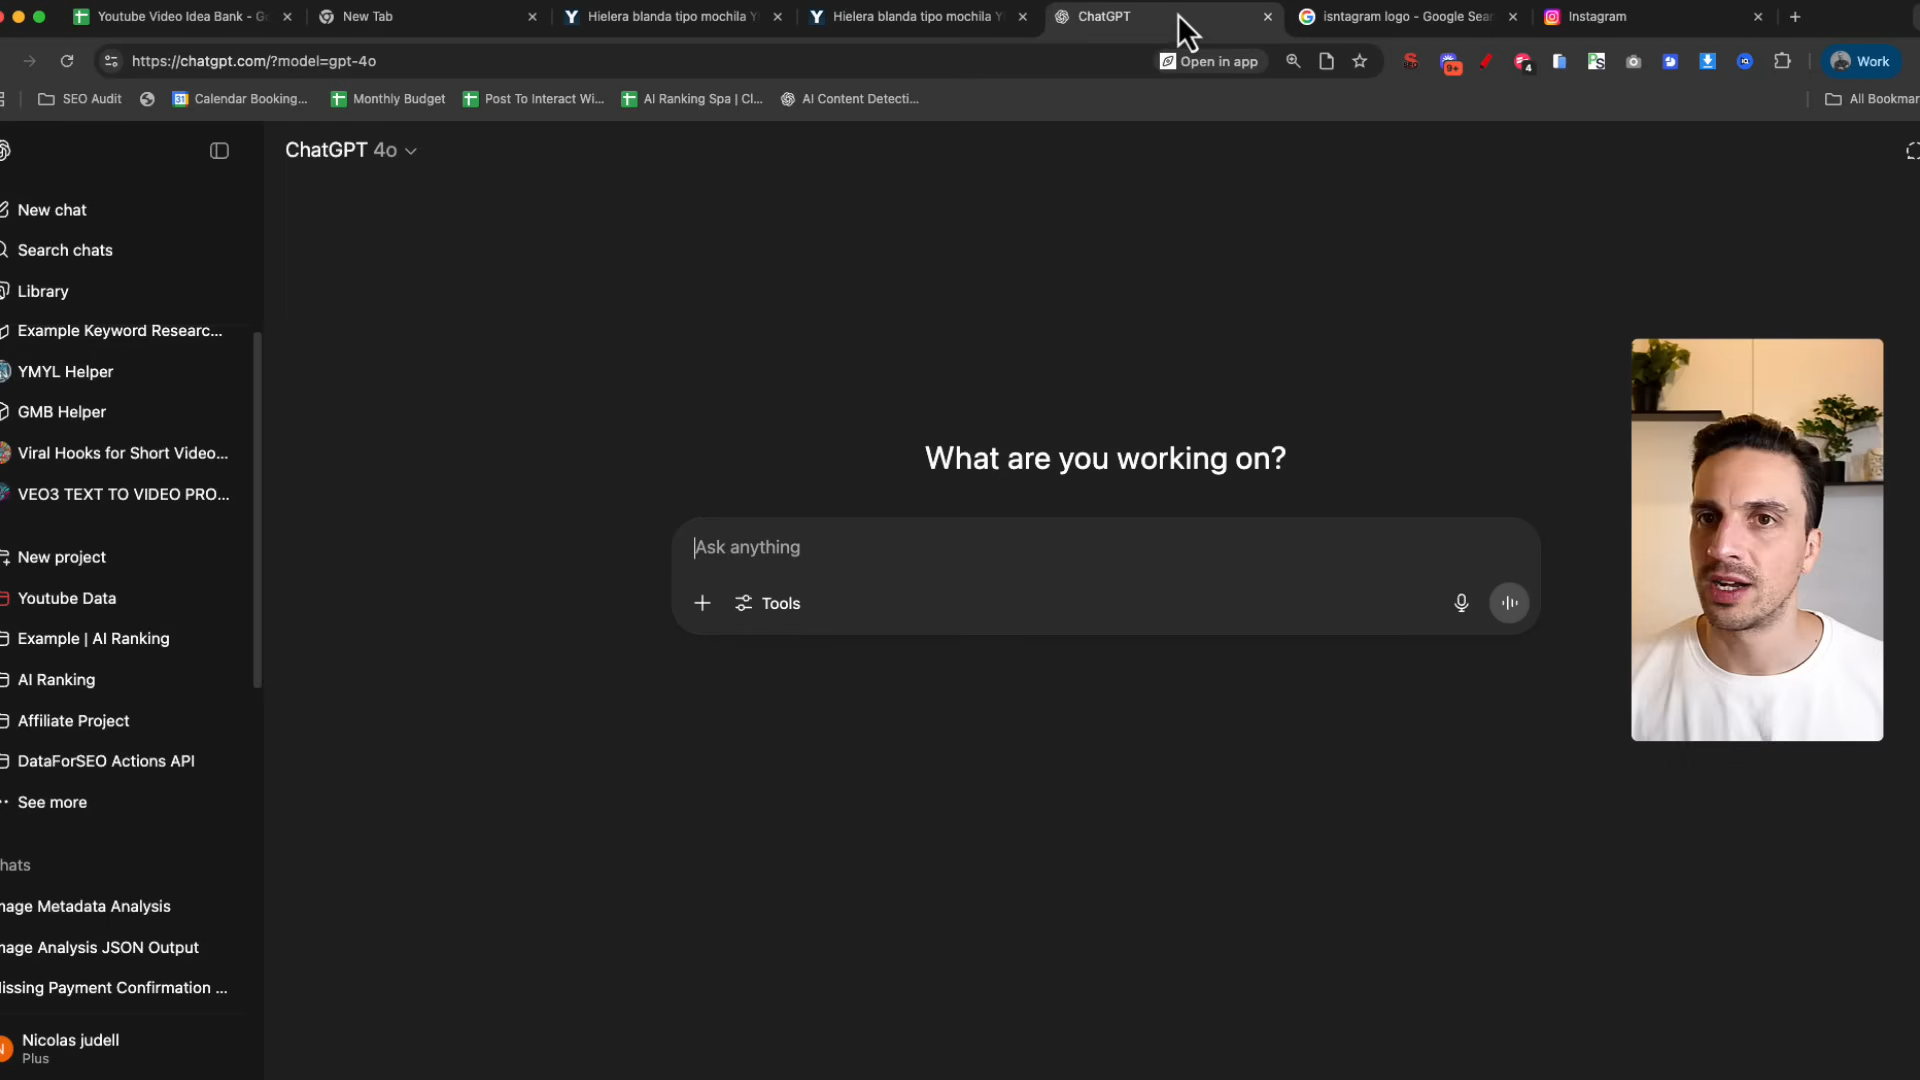 Youtube Video Idea Bank - Go
New Tab
Hielera blanda tipo mochila Y
Hielera blanda tipo mochila Y
ChatGPT
isntagram logo - Google Sear
Instagram
https://chatgpt.com/?model=gpt-4o
Open in app
9+
4
Work
SEO Audit
Calendar Booking...
Monthly Budget
Post To Interact Wi...
AI Ranking Spa | Cl...
AI Content Detecti...
All Bookmar
ChatGPT 4o
New chat
Search chats
Library
Example Keyword Researc...
YMYL Helper
GMB Helper
Viral Hooks for Short Video...
VEO3 TEXT TO VIDEO PRO...
New project
Youtube Data
Example | AI Ranking
AI Ranking
Affiliate Project
DataForSEO Actions API
See more
hats
mage Metadata Analysis
mage Analysis JSON Output
issing Payment Confirmation ...
Nicolas judell
Plus
What are you working on?
Ask anything
Tools